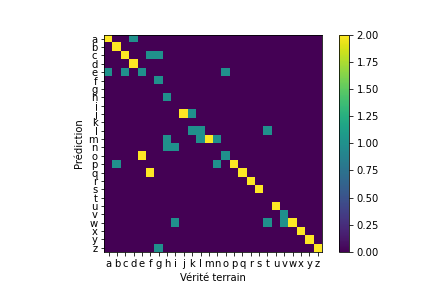 a
b
c
d
e
f
g
h
i
j
k
l
m
n
o
p
q
r
s
t
u
v
w
x
y
z
Prédiction
a b c d e f g h i j k l m n o p q r s t u v w x y z
Vérité terrain
2.00
1.75
1.50
1.25
1.00
0.75
0.50
0.25
0.00